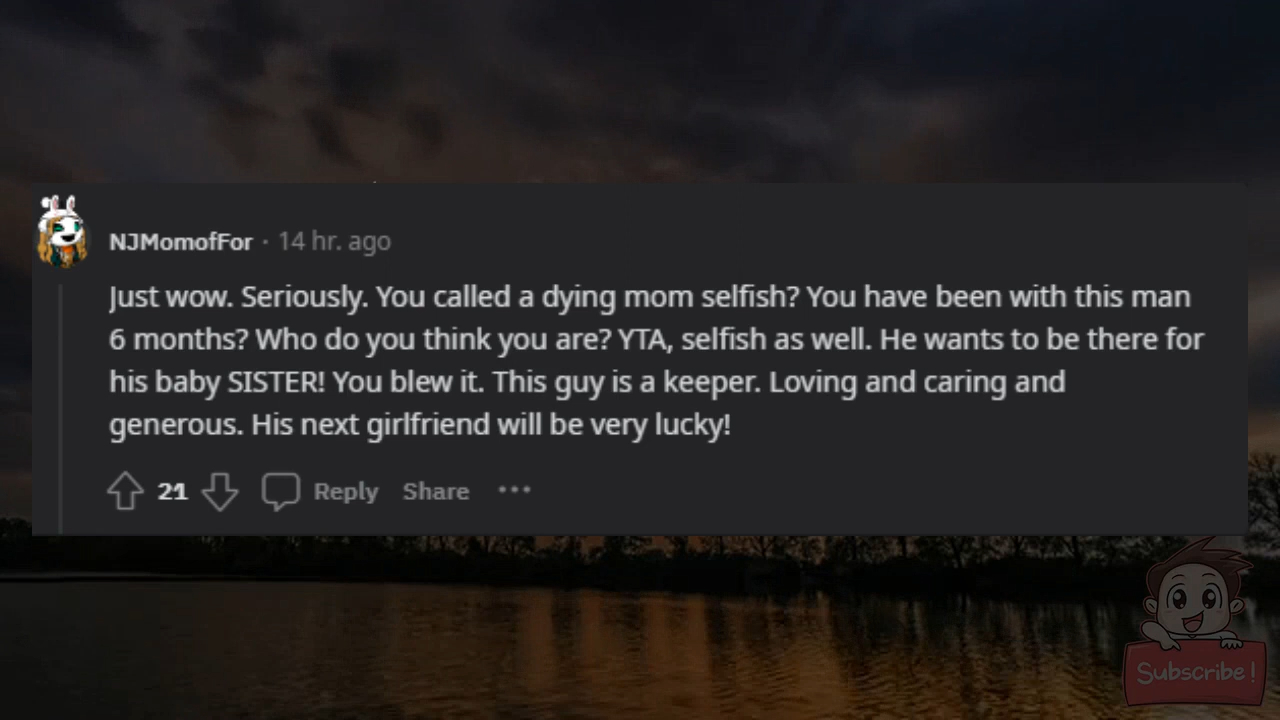 NJMomofFor · 14 hr. ago
Just wow. Seriously. You called a dying mom selfish? You have been with this man
6 months? Who do you think you are? YTA, selfish as well. He wants to be there for
his baby SISTER! You blew it. This guy is a keeper. Loving and caring and
generous. His next girlfriend will be very lucky!
21 Reply Share ···
Subscribe!